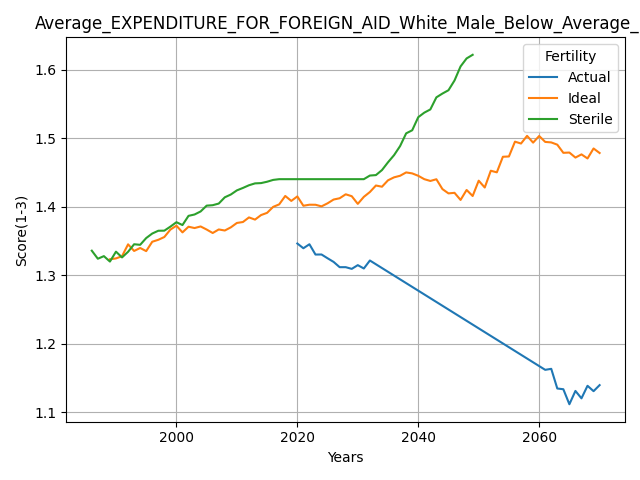 Average_EXPENDITURE_FOR_FOREIGN_AID_White_Male_Below_Average_
Fertility
Actual
Ideal
Sterile
Score(1-3)
1.6
1.5
1.4
1.3
1.2
1.1
2000 2020 2040 2060
Years